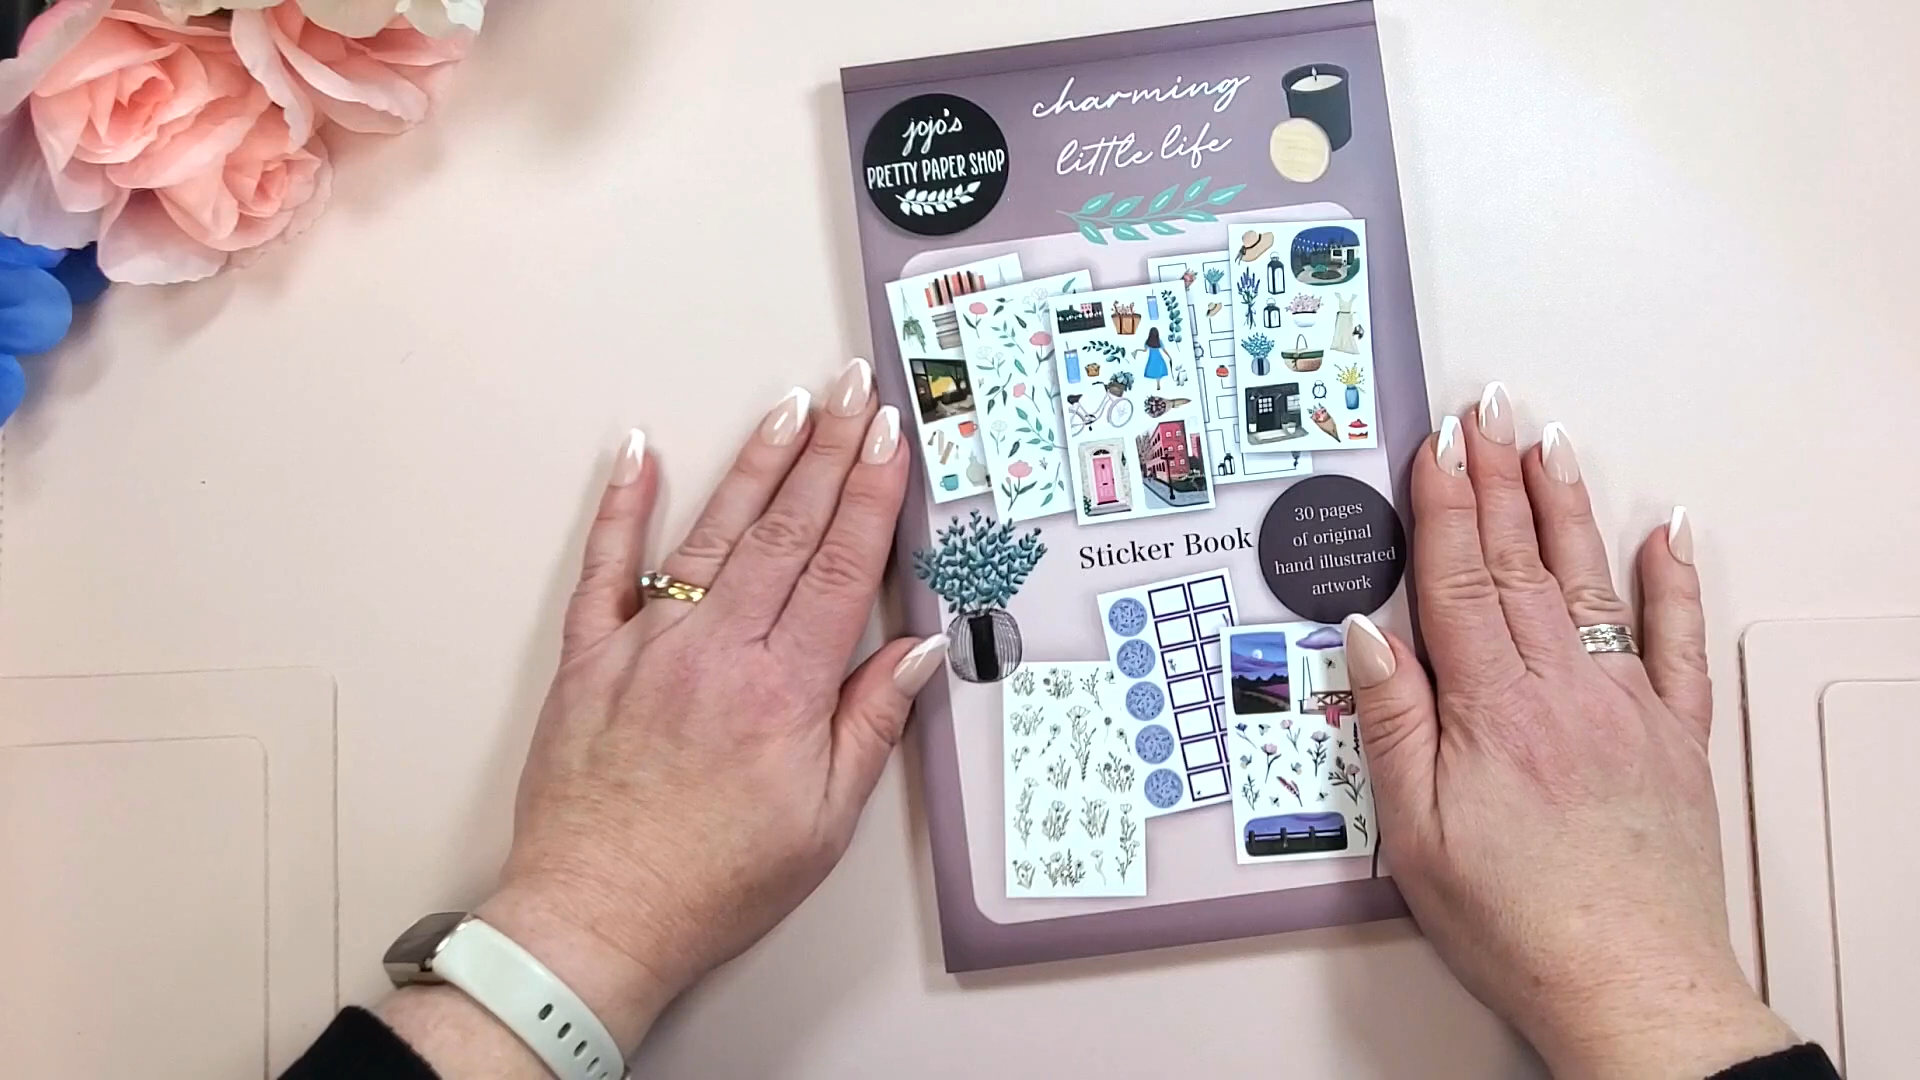 charming
little life
jojo's
PRETTY PAPER SHOP
Sticker Book
30 pages
of original
hand illustrated
artwork